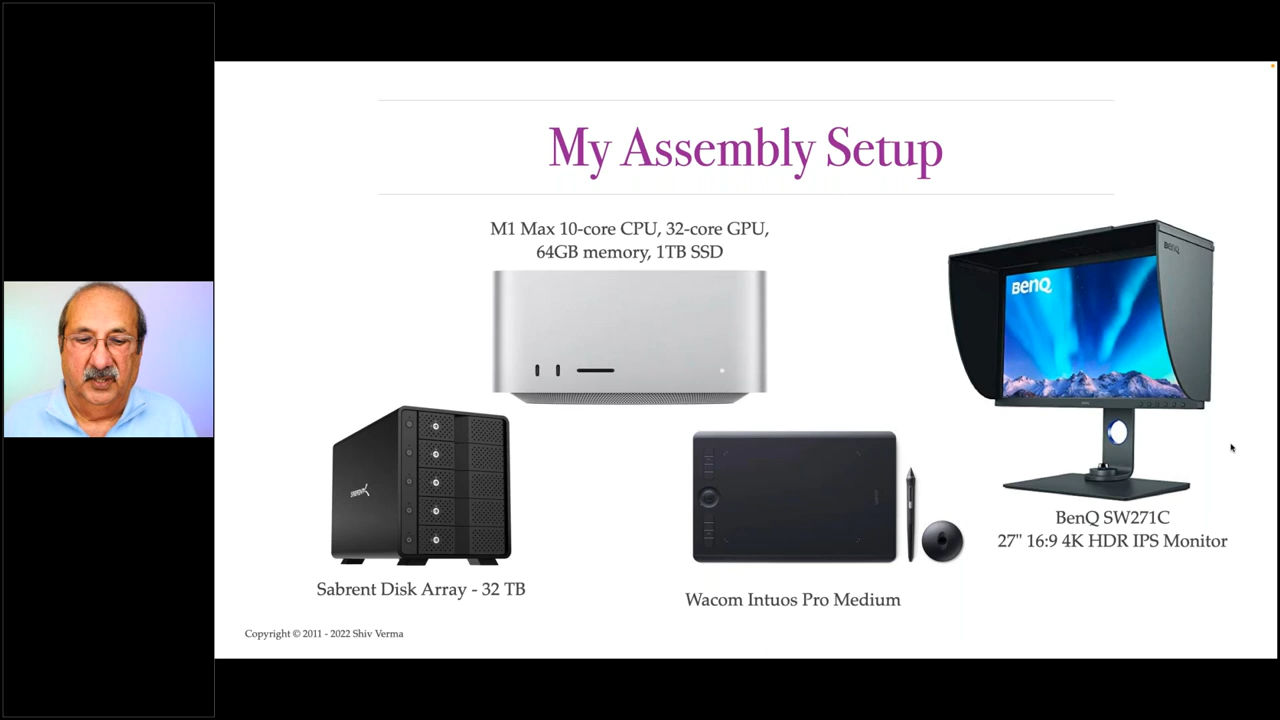 My Assembly Setup
M1 Max 10-core CPU, 32-core GPU,
64GB memory, 1TB SSD
BenQ
BenQ
SABRENT
BenQ SW271C
27" 16:9 4K HDR IPS Monitor
Sabrent Disk Array - 32 TB
Wacom Intuos Pro Medium
Copyright © 2011 - 2022 Shiv Verma